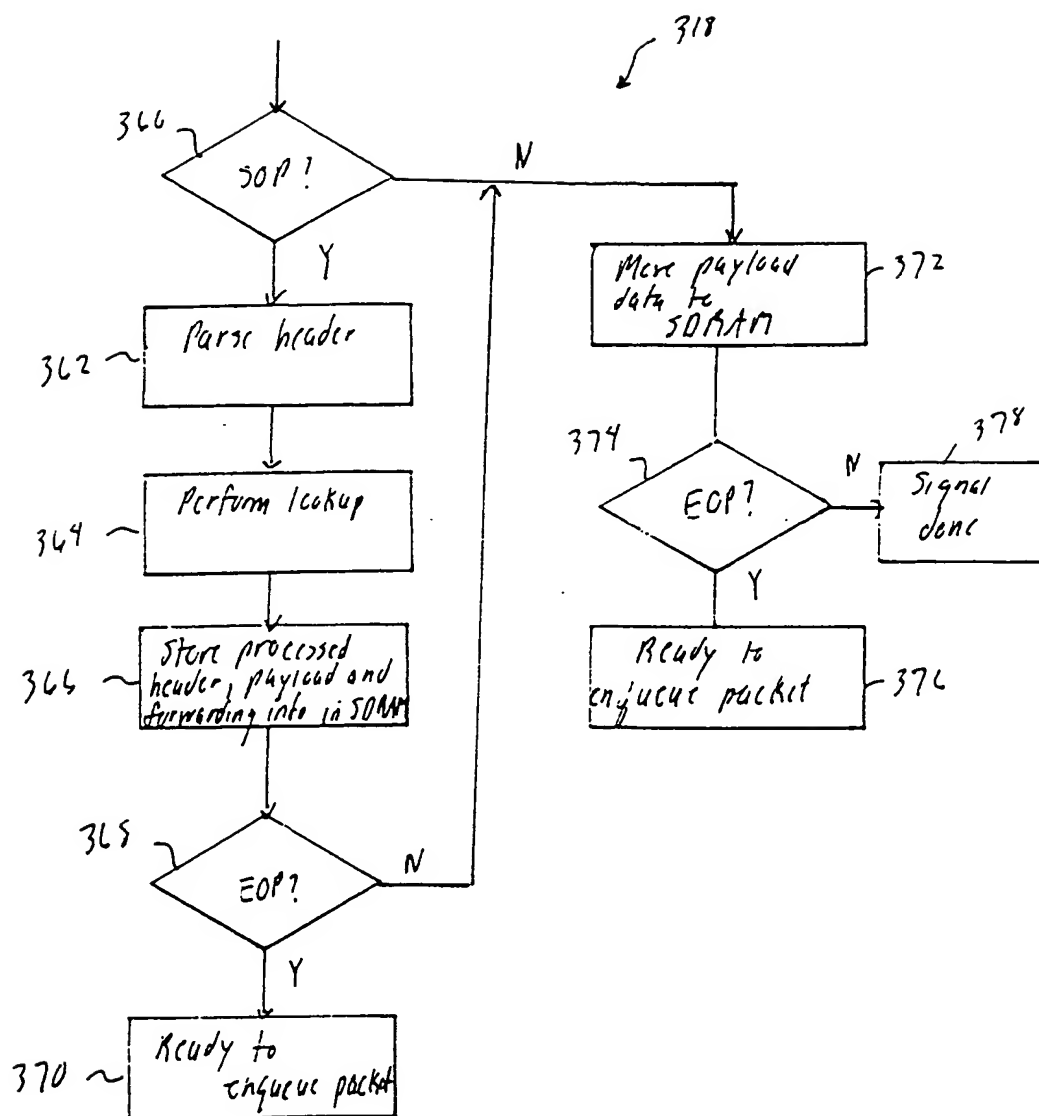 318
360
SOP?
N
Y
Parse header
362
Move payload
data to
SDRAM
372
Perform lookup
364
374
EOP?
N
378
Signal
done
Y
Store processed
header, payload and
forwarding info in SDRAM
366
Ready to
enqueue packet
376
368
EOP?
N
Y
Ready to
enqueue packet
370